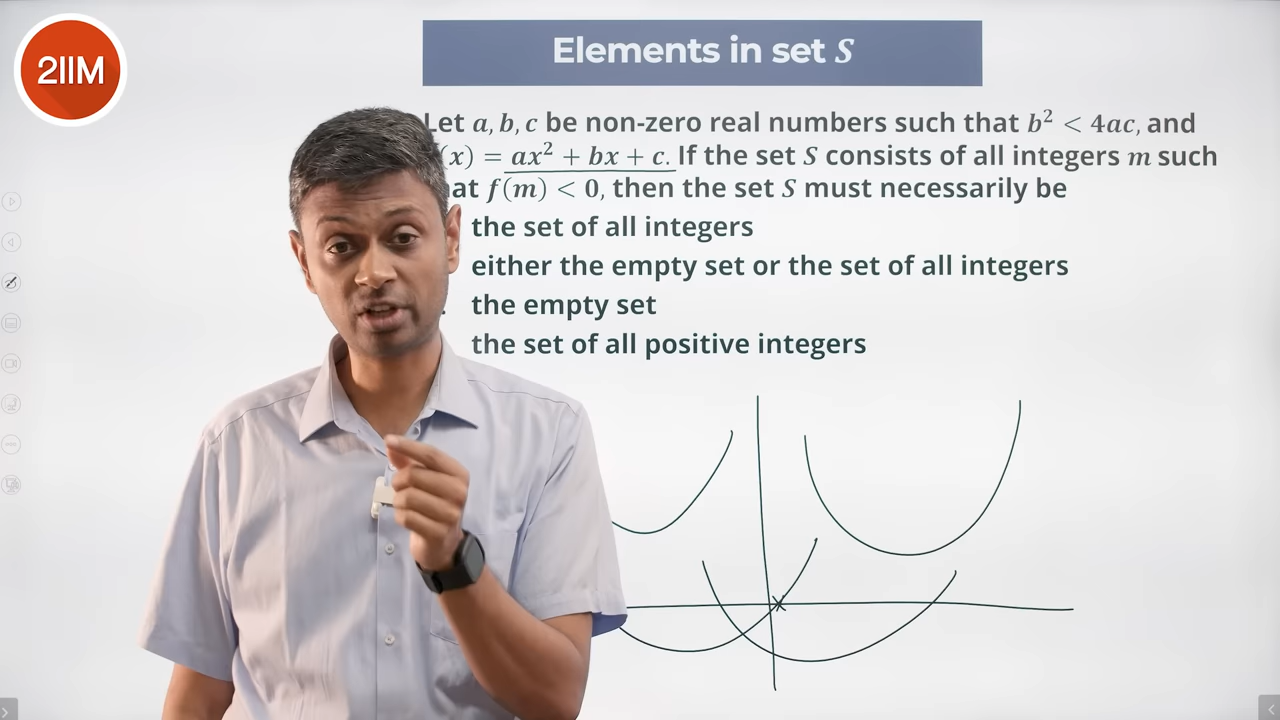 2IIM
Elements in set S
Let a, b, c be non-zero real numbers such that b² < 4ac, and
(x) = ax² + bx + c. If the set S consists of all integers m such
at f(m) < 0, then the set S must necessarily be
the set of all integers
either the empty set or the set of all integers
the empty set
the set of all positive integers